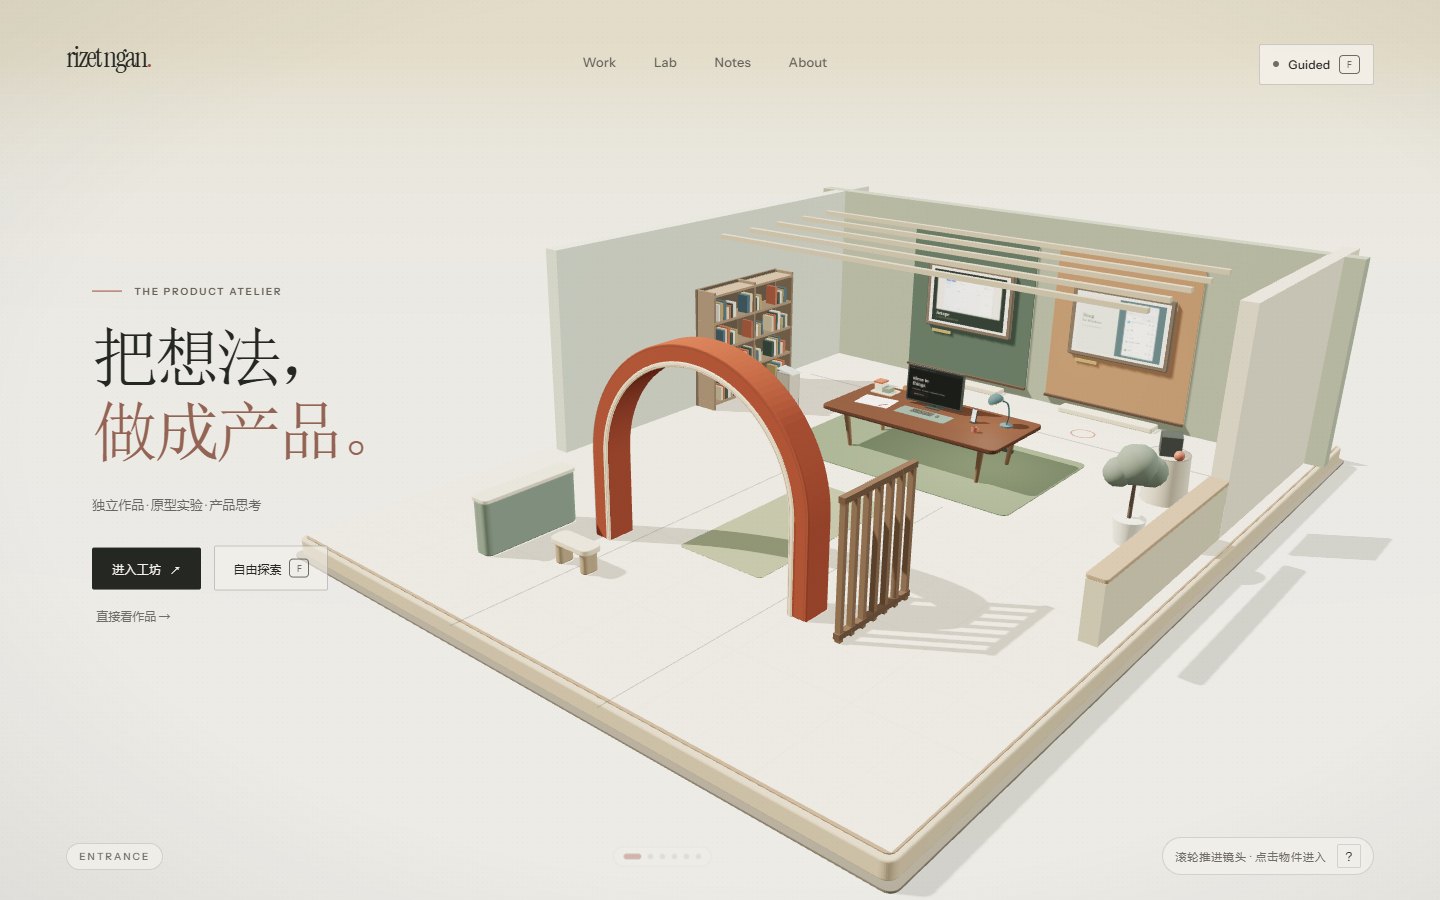 rizet ngan.
Work
Lab
Notes
About
Guided F
THE PRODUCT ATELIER
把想法，
做成产品。
独立作品·原型实验·产品思考
进入工坊 ↗
自由探索 F
直接看作品→
ENTRANCE
滚轮推进镜头·点击物件进入 ?